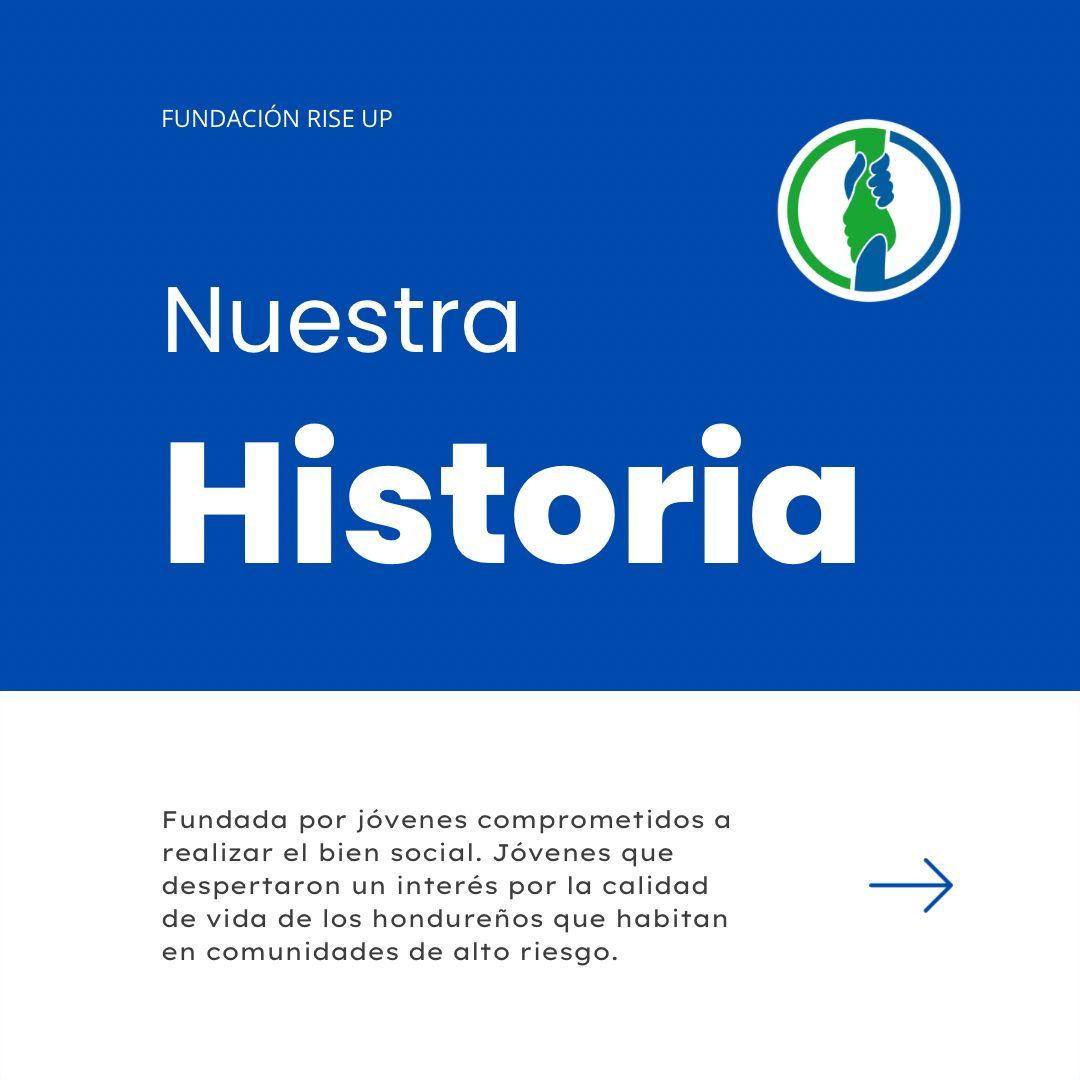 FUNDACIÓN RISE UP
Nuestra
Historia
Fundada por jóvenes comprometidos a
realizar el bien social. Jóvenes que
despertaron un interés por la calidad
de vida de los hondureños que habitan
en comunidades de alto riesgo.